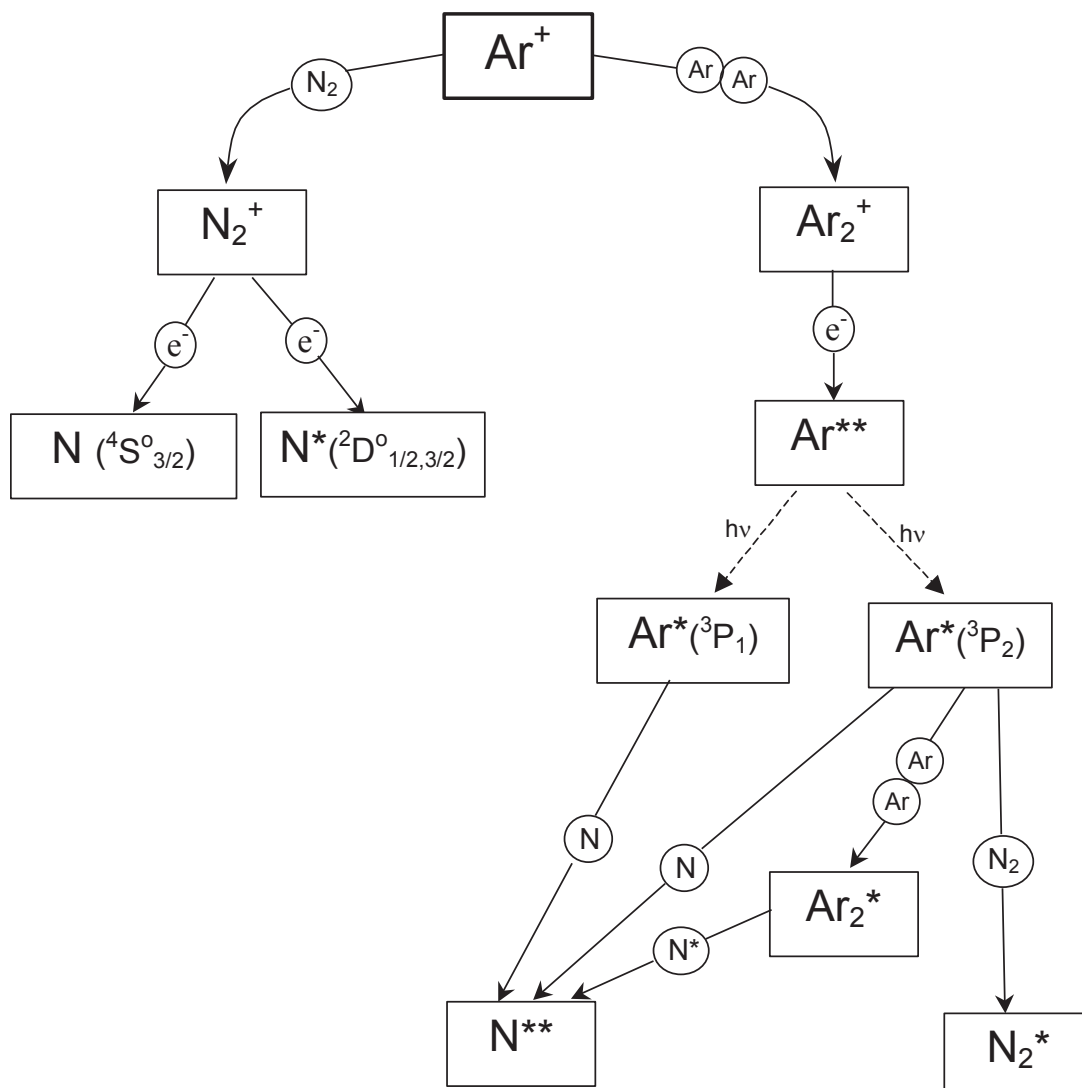 Ar⁺
N₂
Ar Ar
N₂⁺
Ar₂⁺
e⁻ e⁻
e⁻
N (⁴Sº₃/₂)
N*(²Dº₁/₂,₃/₂)
Ar**
hν hν
Ar*(³P₁)
Ar*(³P₂)
Ar
Ar
N N N₂
Ar₂*
N*
N**
N₂*